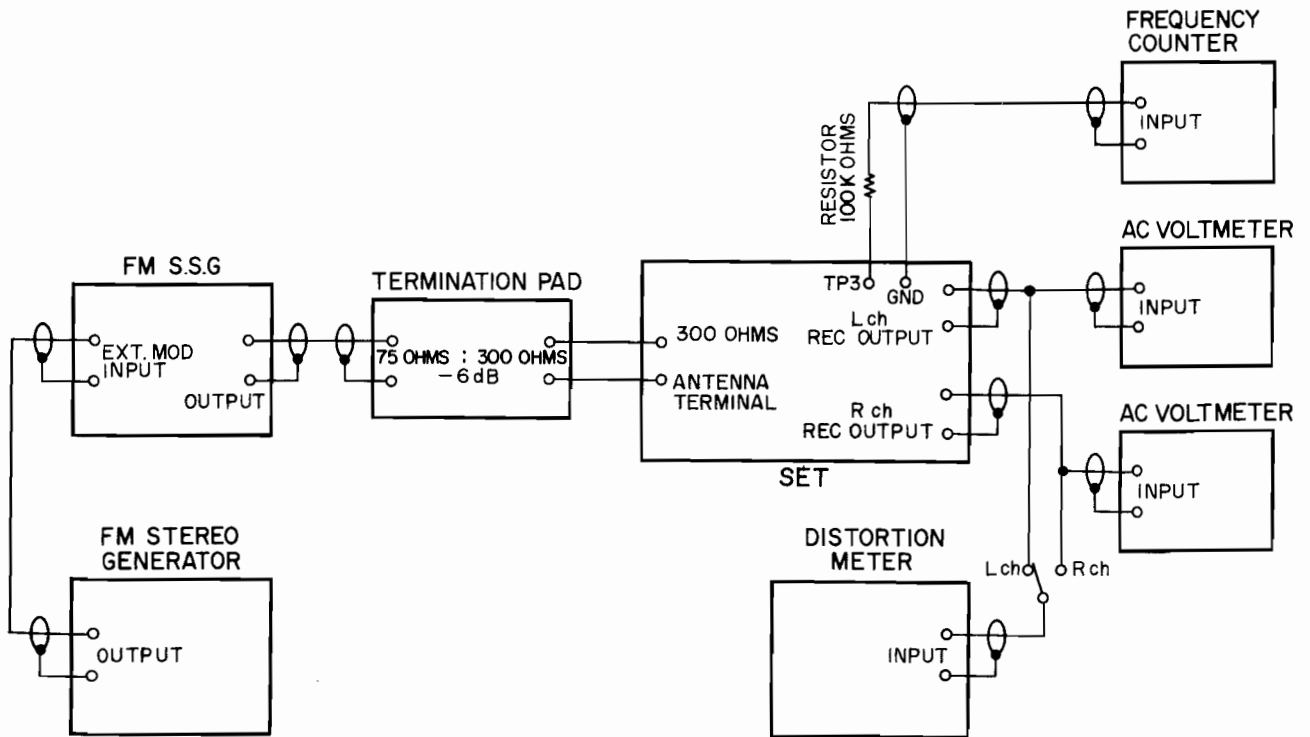 FREQUENCY
COUNTER
INPUT
RESISTOR
100K OHMS
AC VOLTMETER
INPUT
FM S.S.G
EXT. MOD
INPUT
OUTPUT
TERMINATION PAD
75 OHMS : 300 OHMS
-6dB
TP3
GND
300 OHMS
ANTENNA
TERMINAL
L ch
REC OUTPUT
R ch
REC OUTPUT
SET
AC VOLTMETER
INPUT
FM STEREO
GENERATOR
OUTPUT
DISTORTION
METER
INPUT
L ch
R ch